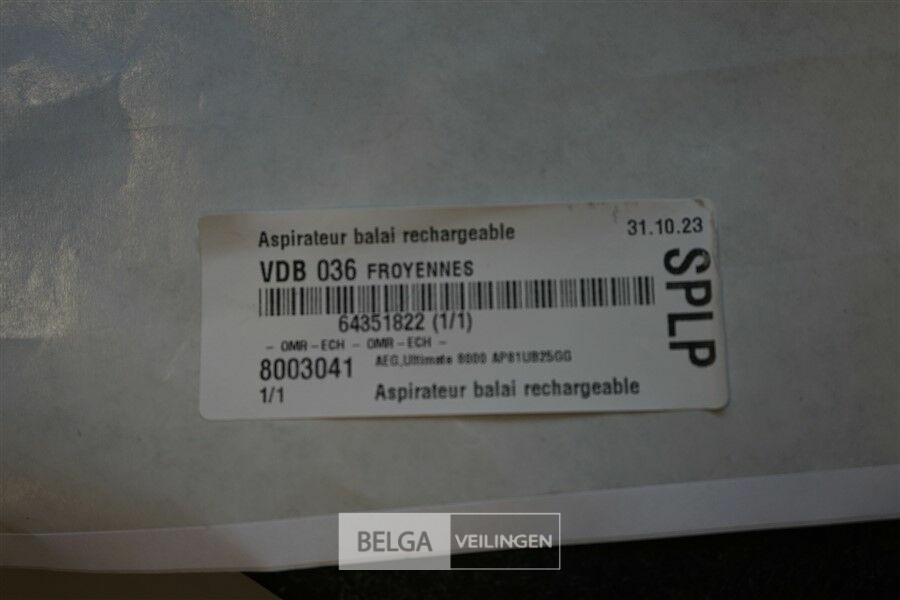 Aspirateur balai rechargeable
31.10.23
VDB 036 FROYENNES
SPLP
64351822 (1/1)
- OMR-ECH - OMR-ECH -
8003041
AEG,Ultimate 8000 AP81UB25GG
1/1
Aspirateur balai rechargeable
BELGA VEILINGEN